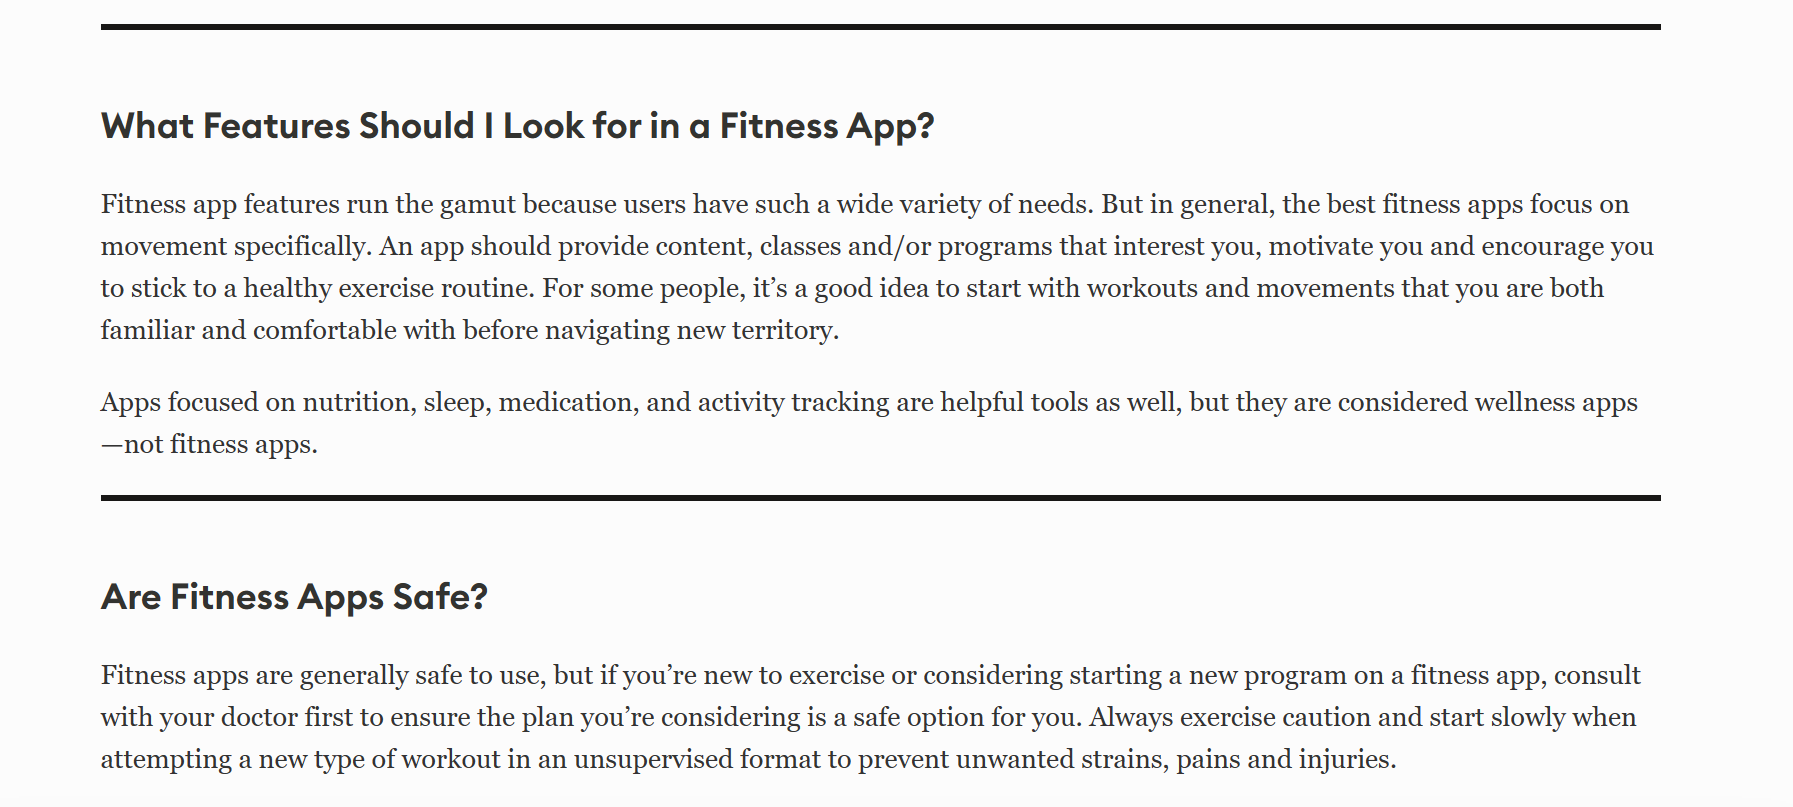 What Features Should I Look for in a Fitness App?
Fitness app features run the gamut because users have such a wide variety of needs. But in general, the best fitness apps focus on
movement specifically. An app should provide content, classes and/or programs that interest you, motivate you and encourage you
to stick to a healthy exercise routine. For some people, it’s a good idea to start with workouts and movements that you are both
familiar and comfortable with before navigating new territory.
Apps focused on nutrition, sleep, medication, and activity tracking are helpful tools as well, but they are considered wellness apps
—not fitness apps.
Are Fitness Apps Safe?
Fitness apps are generally safe to use, but if you’re new to exercise or considering starting a new program on a fitness app, consult
with your doctor first to ensure the plan you’re considering is a safe option for you. Always exercise caution and start slowly when
attempting a new type of workout in an unsupervised format to prevent unwanted strains, pains and injuries.